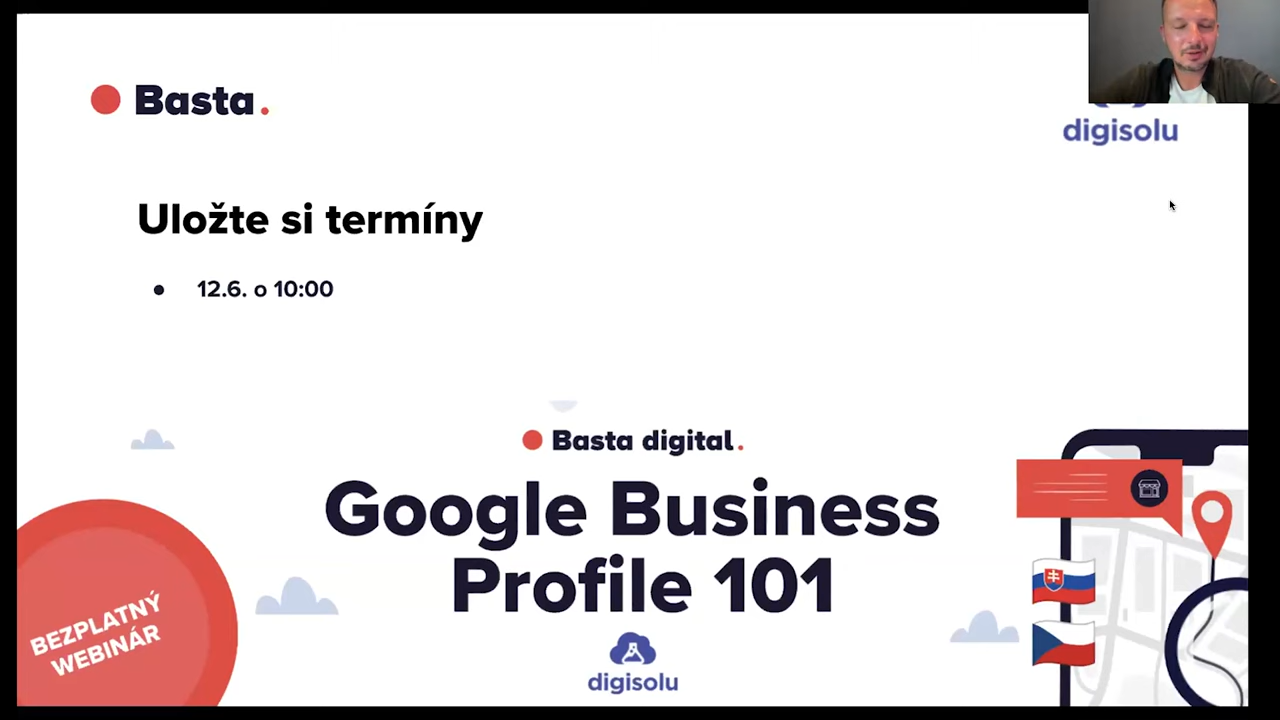 Basta.
digisolu
Uložte si termíny
• 12.6. o 10:00
Basta digital.
Google Business
Profile 101
BEZPLATNÝ
WEBINÁR
digisolu